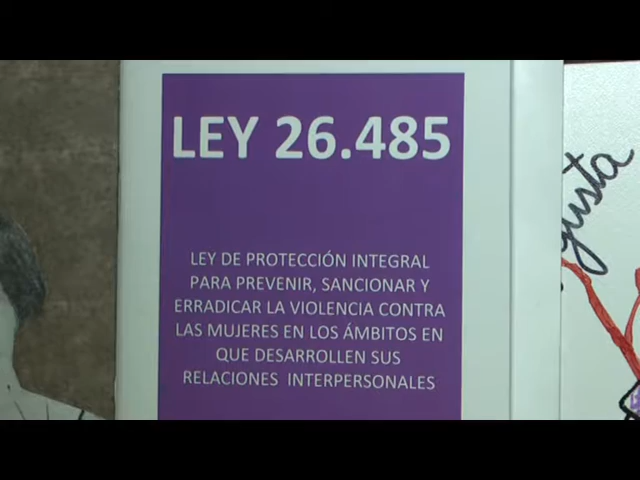 LEY 26.485
LEY DE PROTECCIÓN INTEGRAL
PARA PREVENIR, SANCIONAR Y
ERRADICAR LA VIOLENCIA CONTRA
LAS MUJERES EN LOS ÁMBITOS EN
QUE DESARROLLEN SUS
RELACIONES INTERPERSONALES